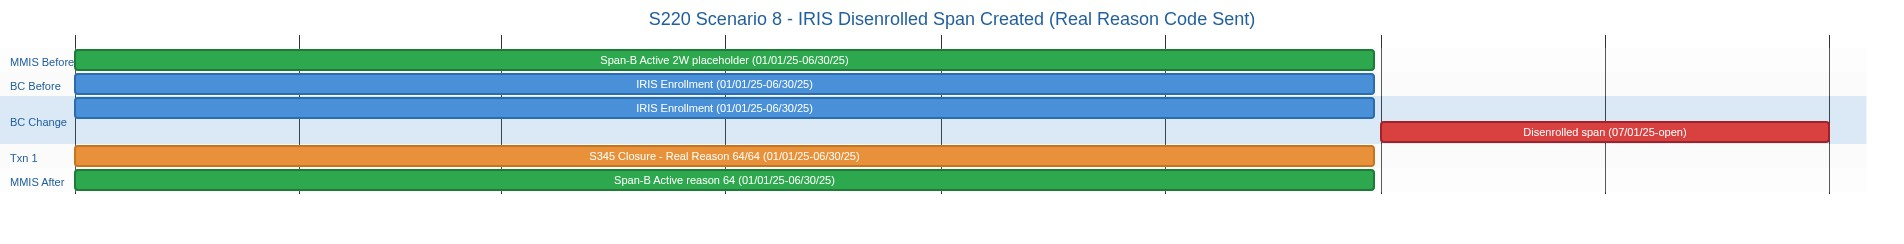 S220 Scenario 8 - IRIS Disenrolled Span Created (Real Reason Code Sent)
MMIS Before
Span-B Active 2W placeholder (01/01/25-06/30/25)
BC Before
IRIS Enrollment (01/01/25-06/30/25)
IRIS Enrollment (01/01/25-06/30/25)
BC Change
Disenrolled span (07/01/25-open)
Txn 1
S345 Closure - Real Reason 64/64 (01/01/25-06/30/25)
MMIS After
Span-B Active reason 64 (01/01/25-06/30/25)